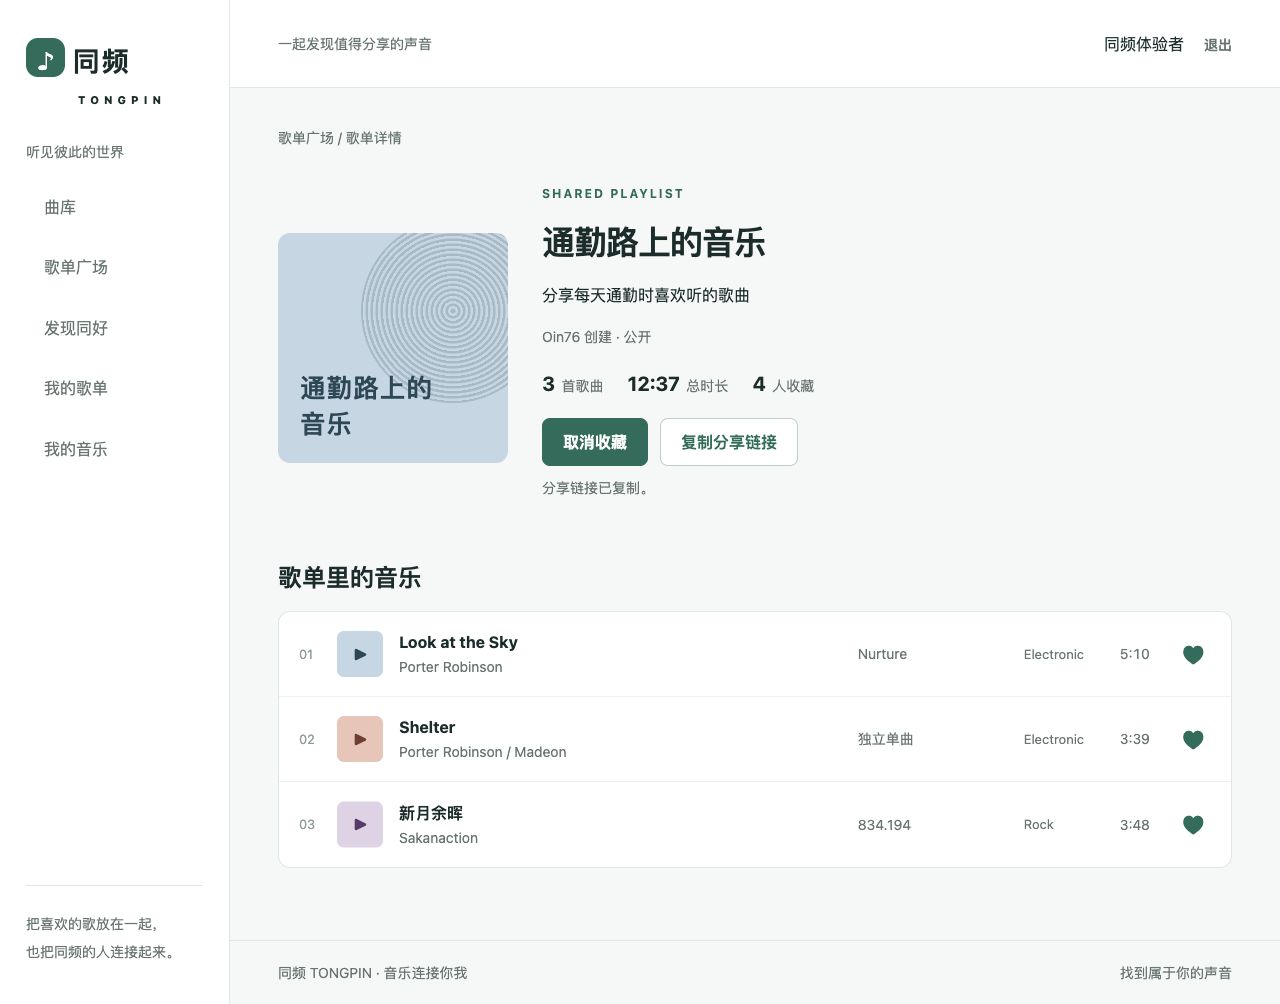 同频
TONGPIN
听见彼此的世界
曲库
歌单广场
发现同好
我的歌单
我的音乐
把喜欢的歌放在一起，
也把同频的人连接起来。
一起发现值得分享的声音
同频体验者 退出
歌单广场 / 歌单详情
通勤路上的
音乐
SHARED PLAYLIST
通勤路上的音乐
分享每天通勤时喜欢听的歌曲
Oin76 创建 · 公开
3 首歌曲 12:37 总时长 4 人收藏
取消收藏 复制分享链接
分享链接已复制。
歌单里的音乐
01 Look at the Sky Nurture Electronic 5:10
Porter Robinson
02 Shelter 独立单曲 Electronic 3:39
Porter Robinson / Madeon
03 新月余晖 834.194 Rock 3:48
Sakanaction
同频 TONGPIN · 音乐连接你我 找到属于你的声音